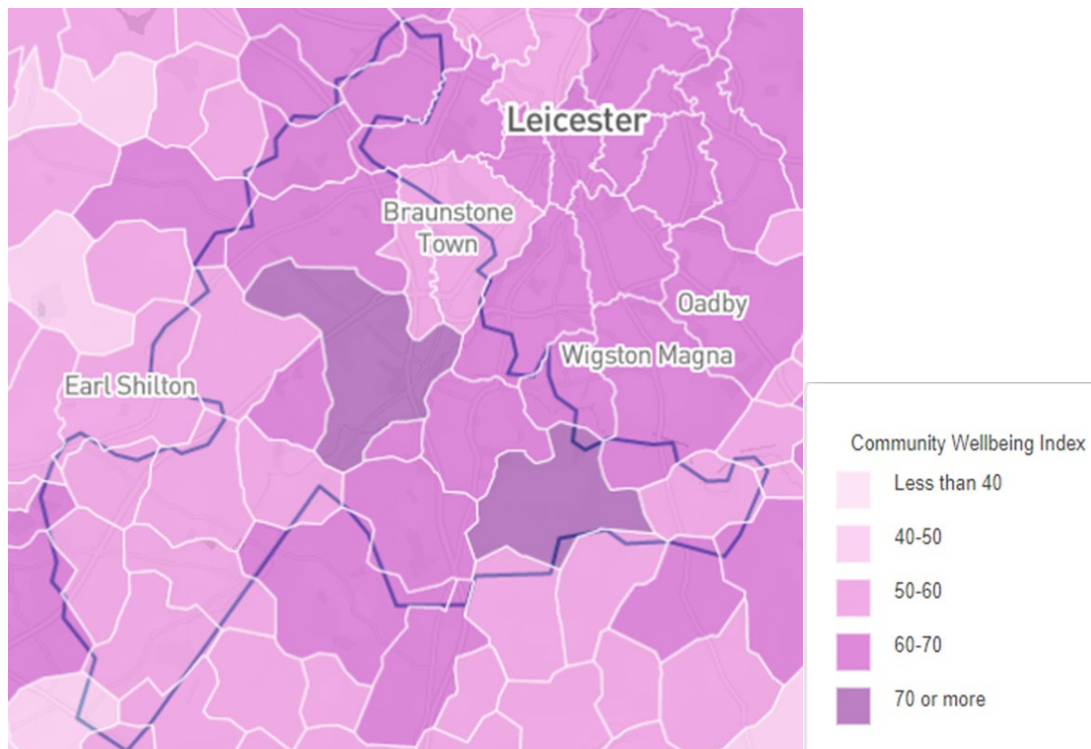 Leicester
Braunstone
Town
Oadby
Wigston Magna
Earl Shilton
Community Wellbeing Index
Less than 40
40-50
50-60
60-70
70 or more